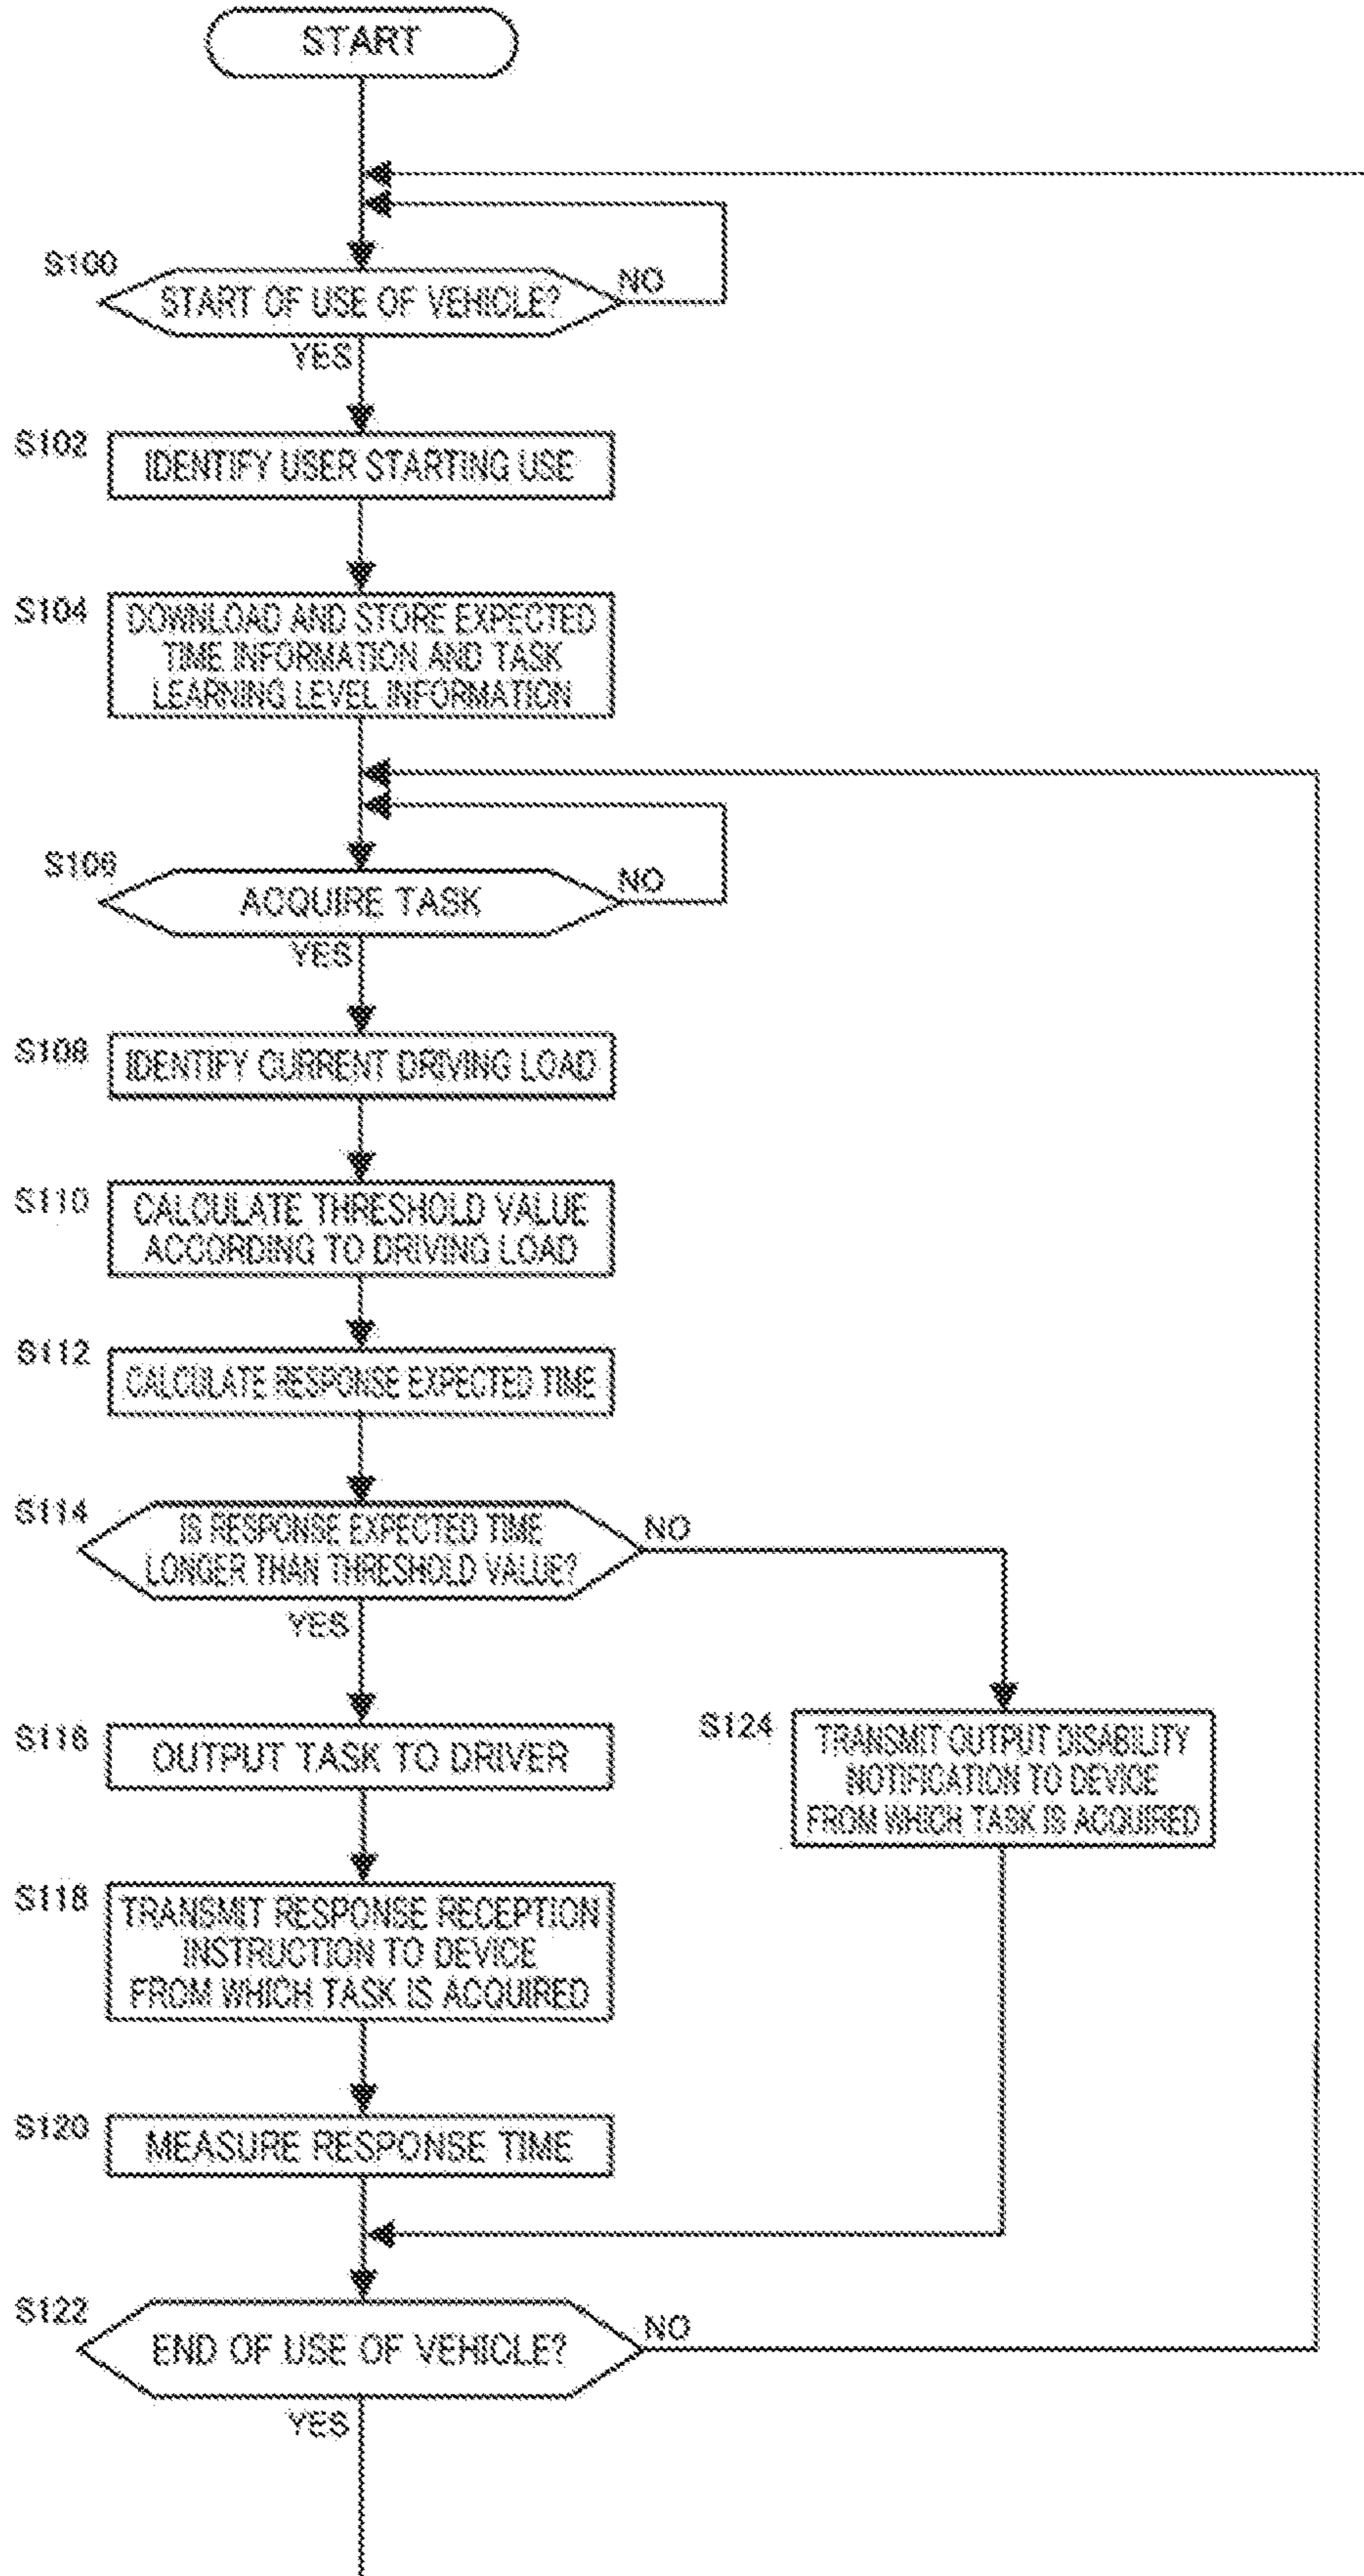 START
S100
START OF USE OF VEHICLE?
NO
YES
S102
IDENTIFY USER STARTING USE
S104
DOWNLOAD AND STORE EXPECTED
TIME INFORMATION AND TASK
LEARNING LEVEL INFORMATION
S106
ACQUIRE TASK
NO
YES
S108
IDENTIFY CURRENT DRIVING LOAD
S110
CALCULATE THRESHOLD VALUE
ACCORDING TO DRIVING LOAD
S112
CALCULATE RESPONSE EXPECTED TIME
S114
IS RESPONSE EXPECTED TIME
LONGER THAN THRESHOLD VALUE?
NO
YES
S116
OUTPUT TASK TO DRIVER
S124
TRANSMIT OUTPUT DISABILITY
NOTIFICATION TO DEVICE
FROM WHICH TASK IS ACQUIRED
S118
TRANSMIT RESPONSE RECEPTION
INSTRUCTION TO DEVICE
FROM WHICH TASK IS ACQUIRED
S120
MEASURE RESPONSE TIME
S122
END OF USE OF VEHICLE?
NO
YES